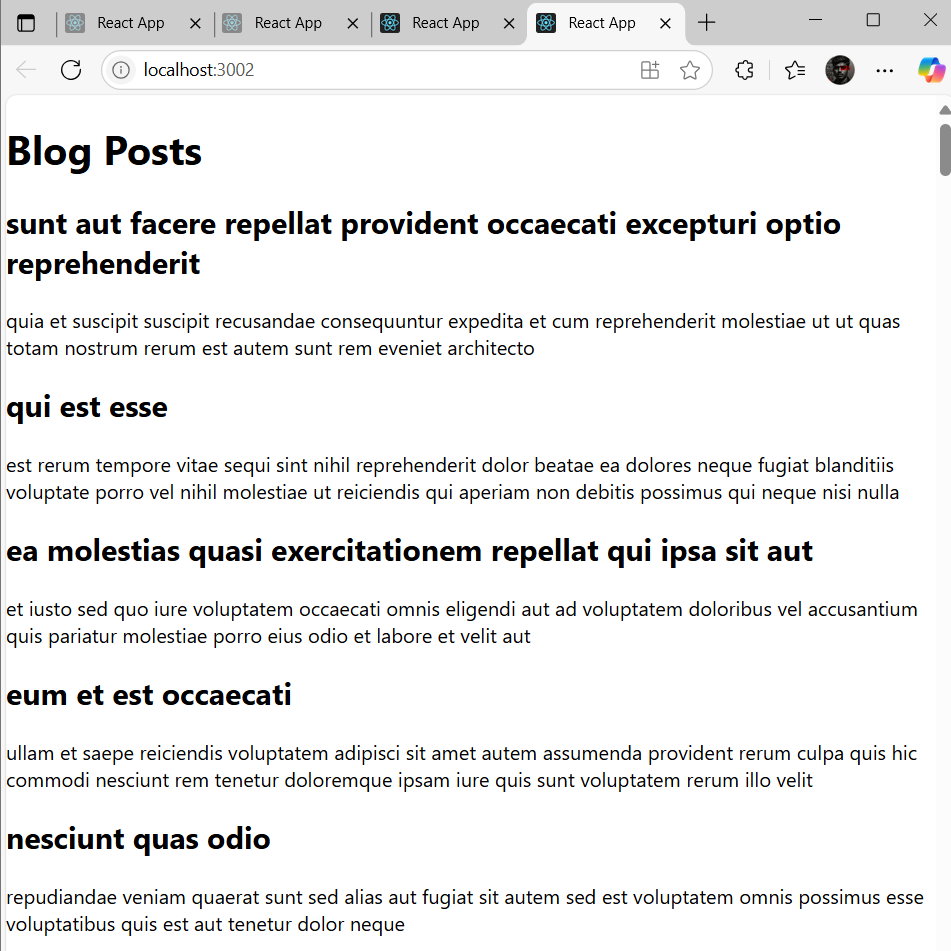 React App React App React App React App
localhost:3002
Blog Posts
sunt aut facere repellat provident occaecati excepturi optio
reprehenderit
quia et suscipit suscipit recusandae consequuntur expedita et cum reprehenderit molestiae ut ut quas
totam nostrum rerum est autem sunt rem eveniet architecto
qui est esse
est rerum tempore vitae sequi sint nihil reprehenderit dolor beatae ea dolores neque fugiat blanditiis
voluptate porro vel nihil molestiae ut reiciendis qui aperiam non debitis possimus qui neque nisi nulla
ea molestias quasi exercitationem repellat qui ipsa sit aut
et iusto sed quo iure voluptatem occaecati omnis eligendi aut ad voluptatem doloribus vel accusantium
quis pariatur molestiae porro eius odio et labore et velit aut
eum et est occaecati
ullam et saepe reiciendis voluptatem adipisci sit amet autem assumenda provident rerum culpa quis hic
commodi nesciunt rem tenetur doloremque ipsam iure quis sunt voluptatem rerum illo velit
nesciunt quas odio
repudiandae veniam quaerat sunt sed alias aut fugiat sit autem sed est voluptatem omnis possimus esse
voluptatibus quis est aut tenetur dolor neque